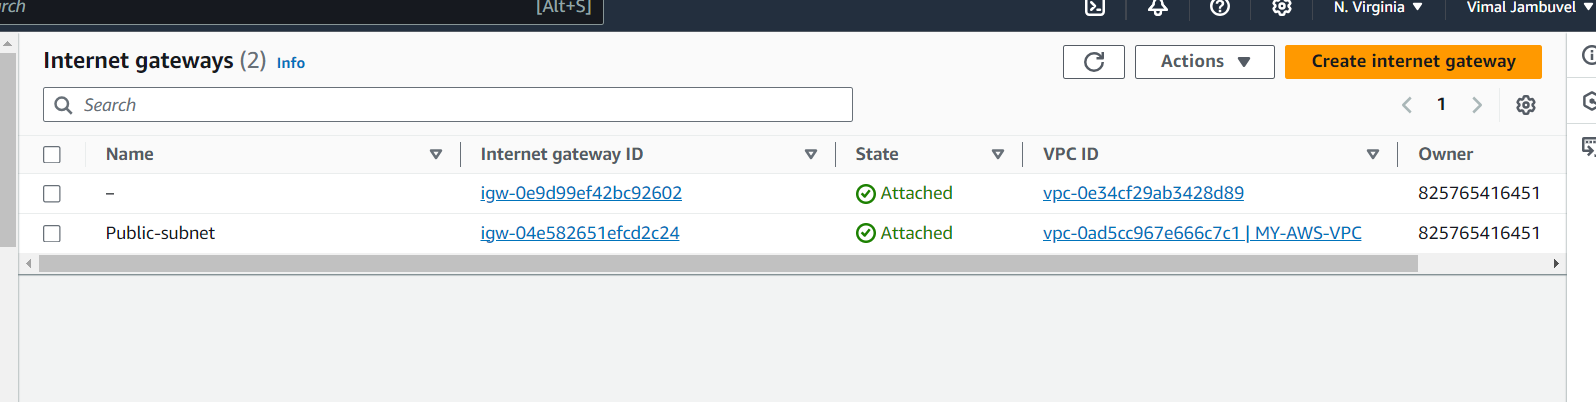 rch [Alt+S] N. Virginia Vimal Jambuvel
Internet gateways (2) Info Actions Create internet gateway
Search 1
Name Internet gateway ID State VPC ID Owner
– igw-0e9d99ef42bc92602 Attached vpc-0e34cf29ab3428d89 825765416451
Public-subnet igw-04e582651efcd2c24 Attached vpc-0ad5cc967e666c7c1 | MY-AWS-VPC 825765416451